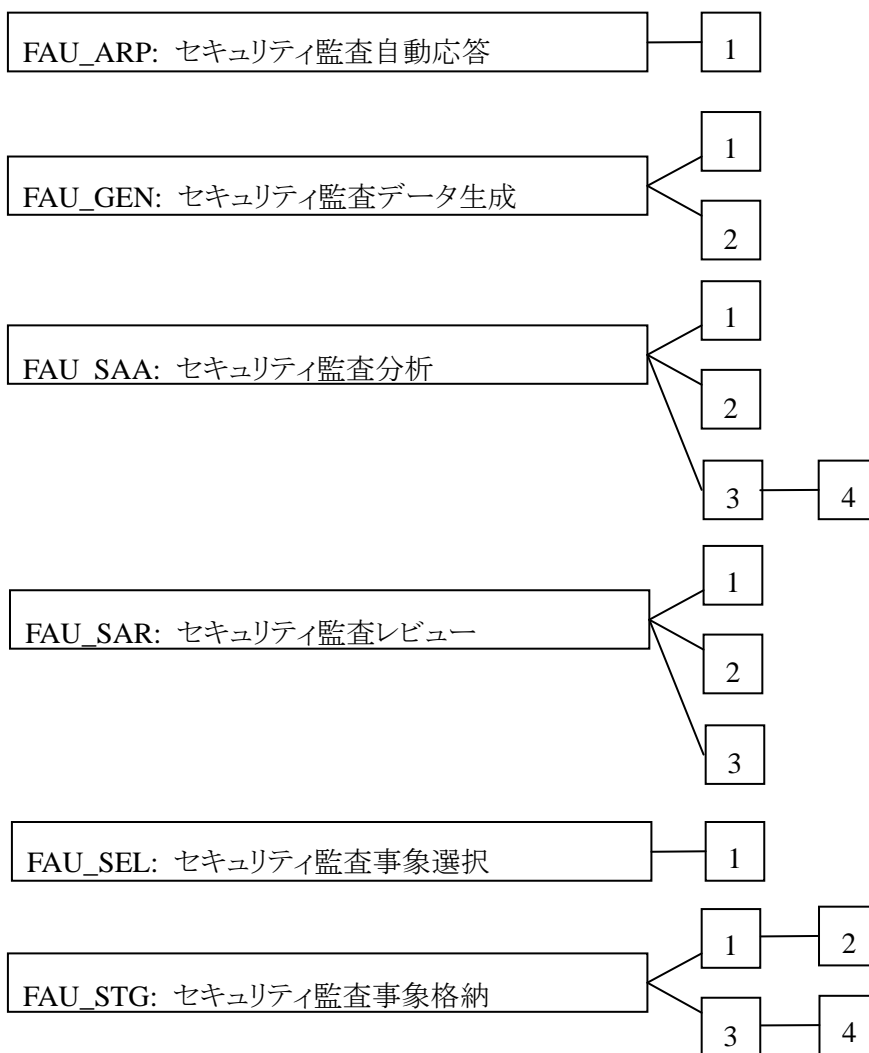 FAU_ARP: セキュリティ監査自動応答 1
1
FAU_GEN: セキュリティ監査データ生成
2
1
FAU_SAA: セキュリティ監査分析
2
3 4
1
FAU_SAR: セキュリティ監査レビュー
2
3
FAU_SEL: セキュリティ監査事象選択 1
1 2
FAU_STG: セキュリティ監査事象格納
3 4